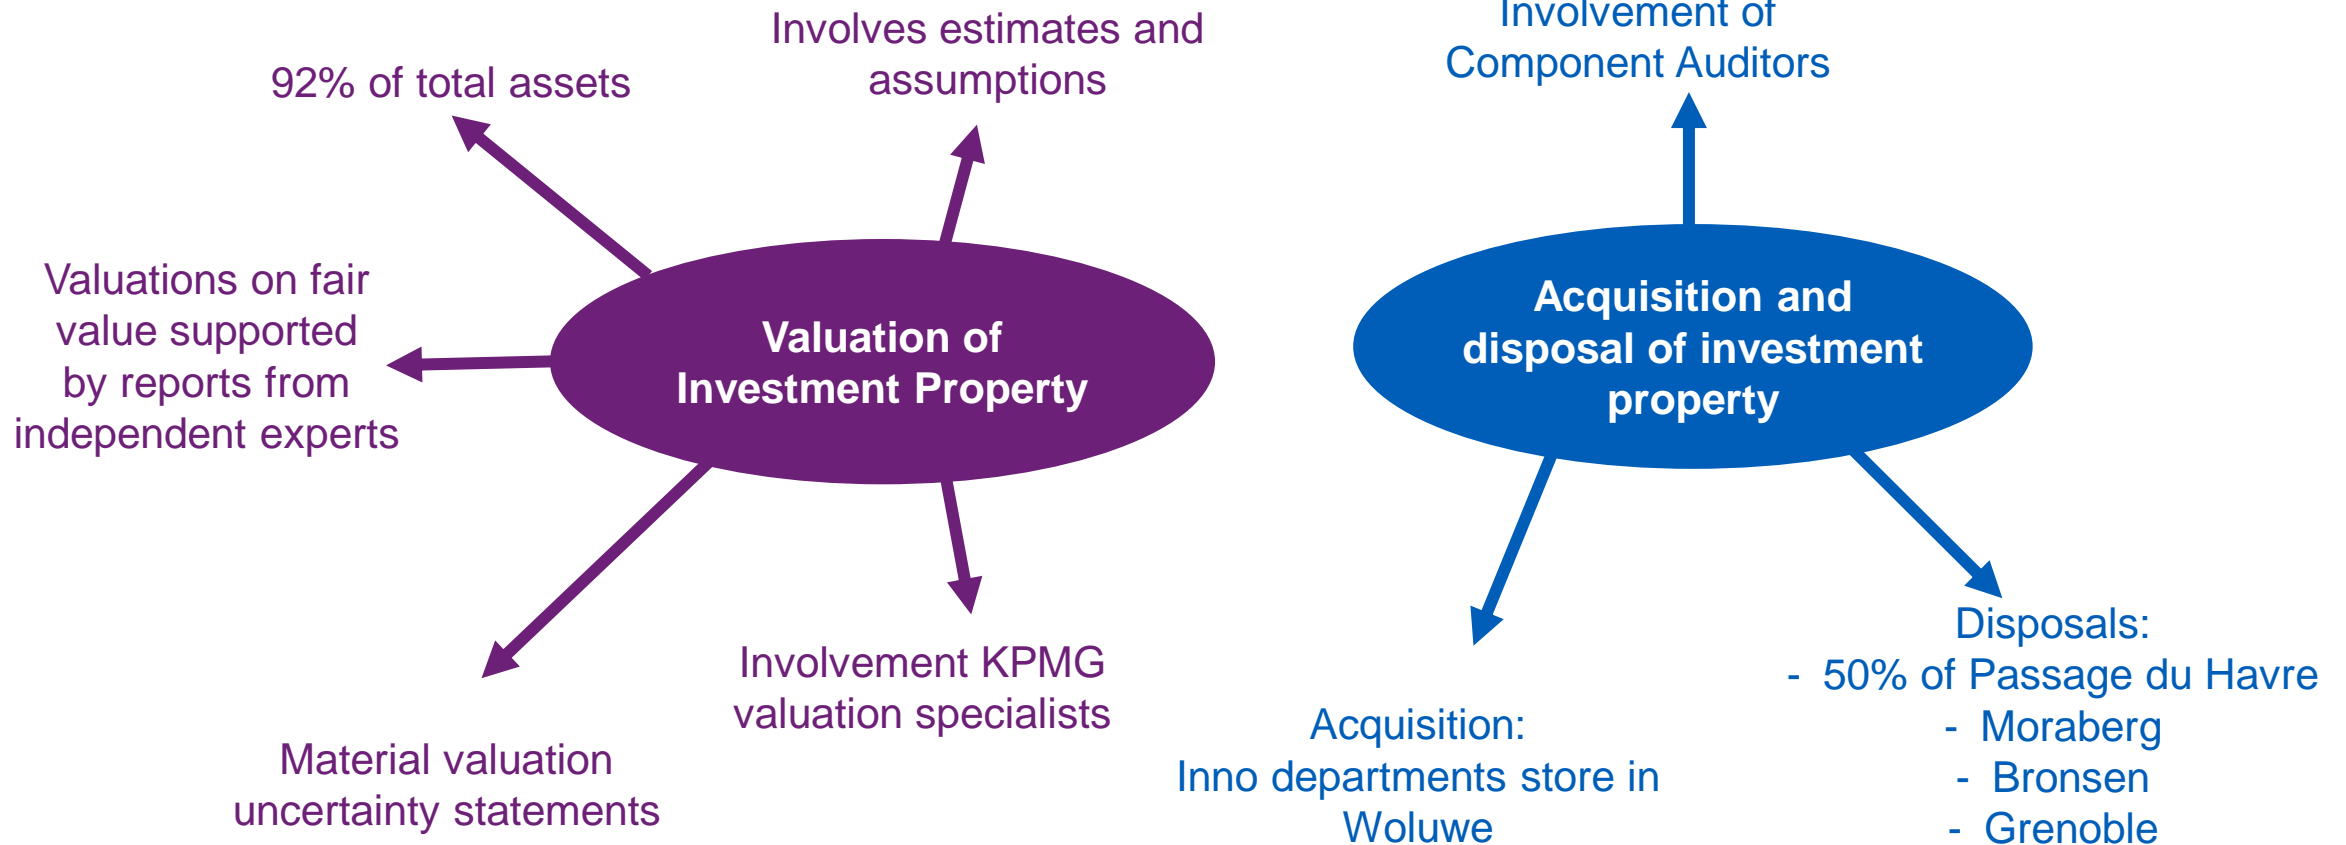 92% of total assets
Involves estimates and
assumptions
Valuations on fair
value supported
by reports from
independent experts
Valuation of
Investment Property
Material valuation
uncertainty statements
Involvement KPMG
valuation specialists
Involvement of
Component Auditors
Acquisition and
disposal of investment
property
Acquisition:
Inno departments store in
Woluwe
Disposals:
- 50% of Passage du Havre
- Moraberg
- Bronsen
- Grenoble